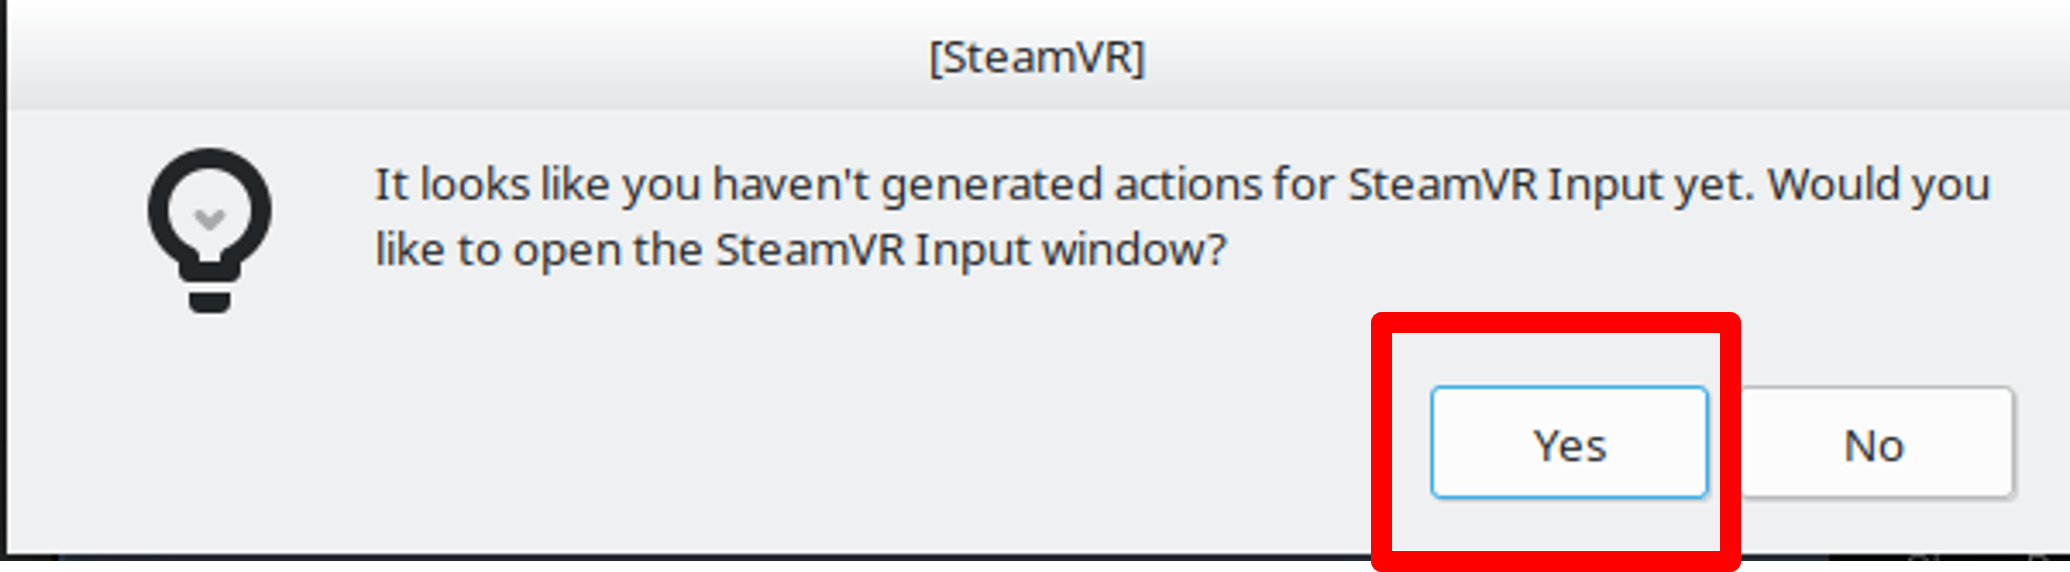 [SteamVR]
It looks like you haven't generated actions for SteamVR Input yet. Would you
like to open the SteamVR Input window?
Yes
No